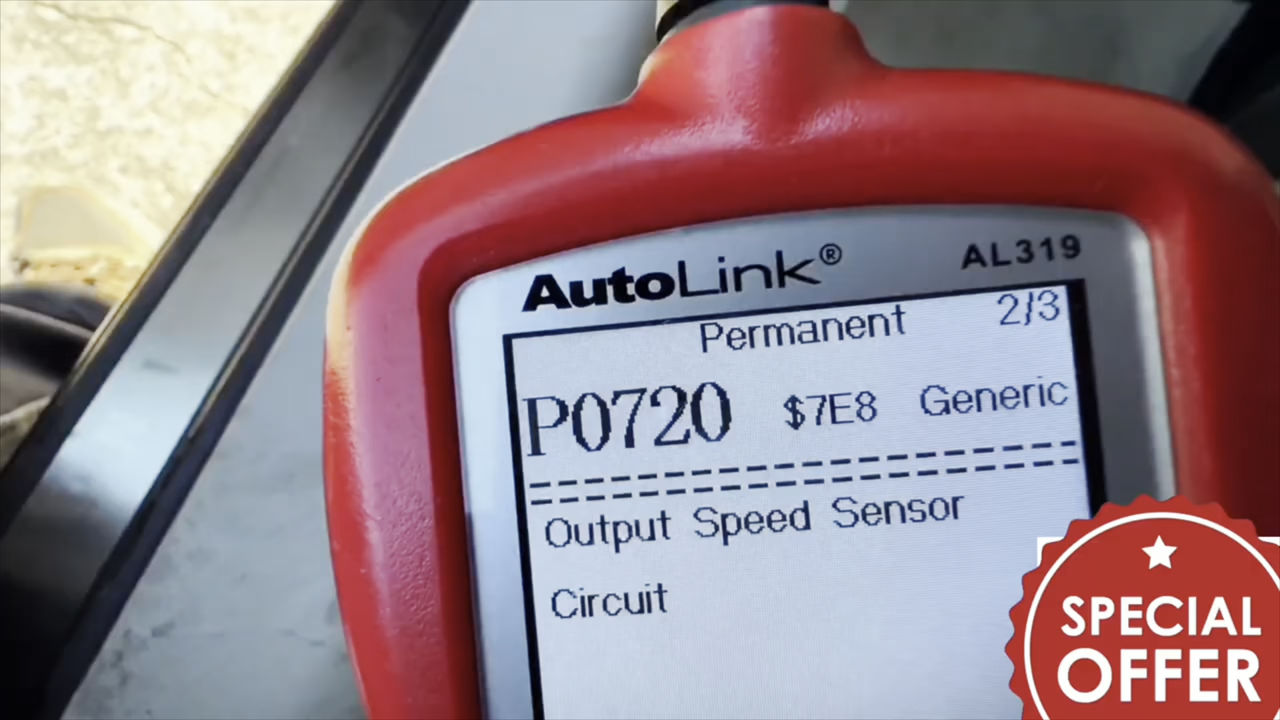 AutoLink® AL319
Permanent 2/3
P0720 $7E8 Generic
Output Speed Sensor
Circuit
SPECIAL
OFFER